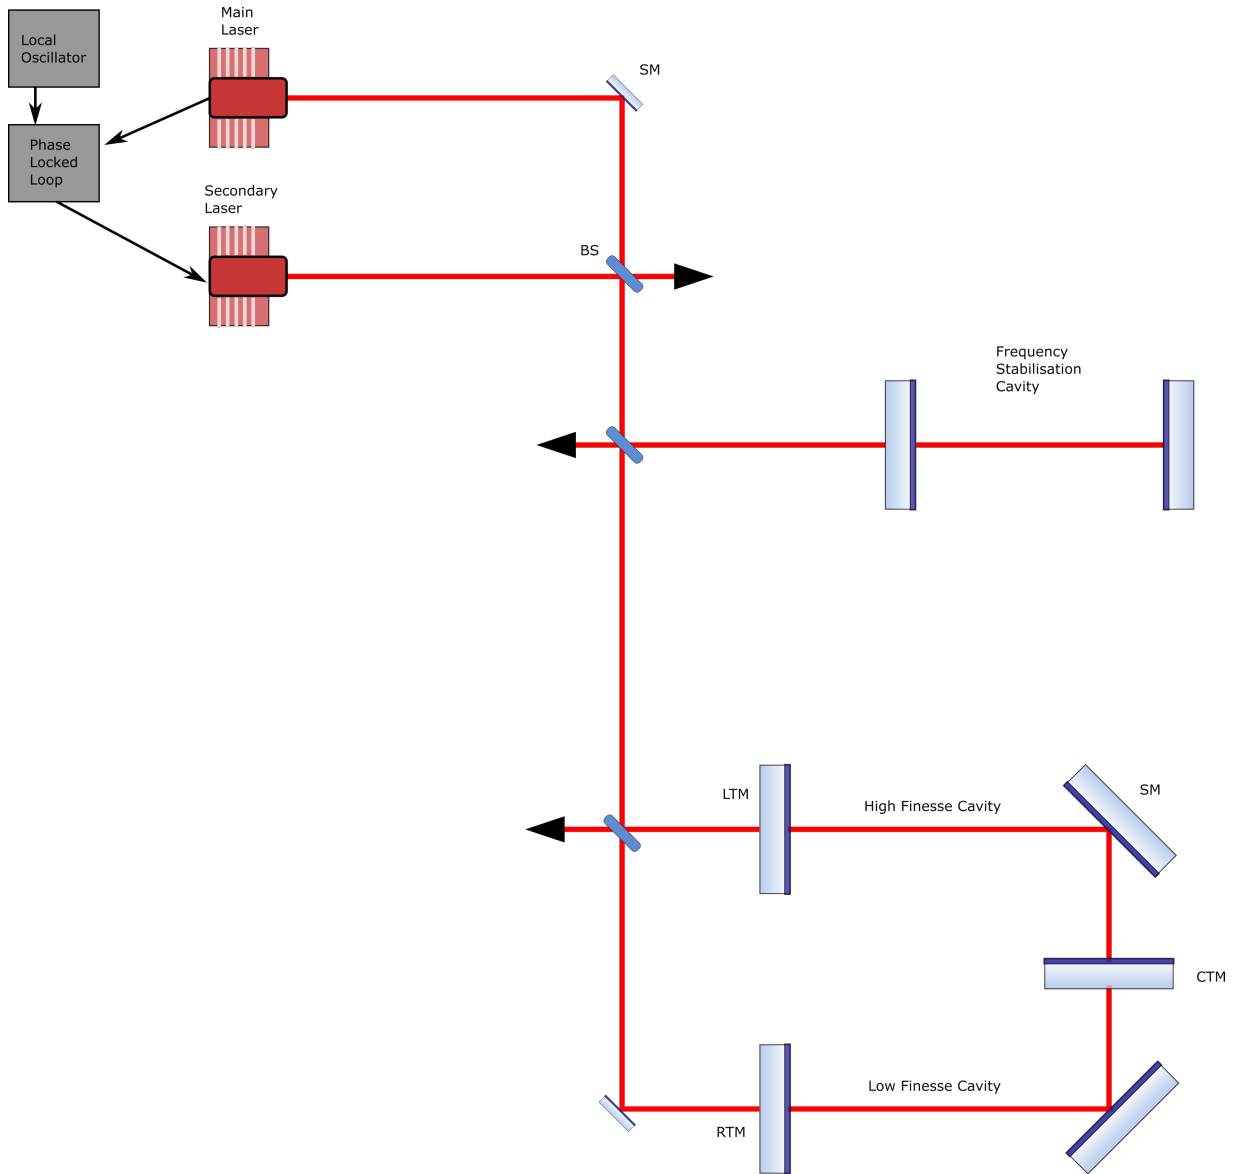 Main
Laser
Local
Oscillator
SM
Phase
Locked
Loop
Secondary
Laser
BS
Frequency
Stabilisation
Cavity
LTM
High Finesse Cavity
SM
CTM
Low Finesse Cavity
RTM